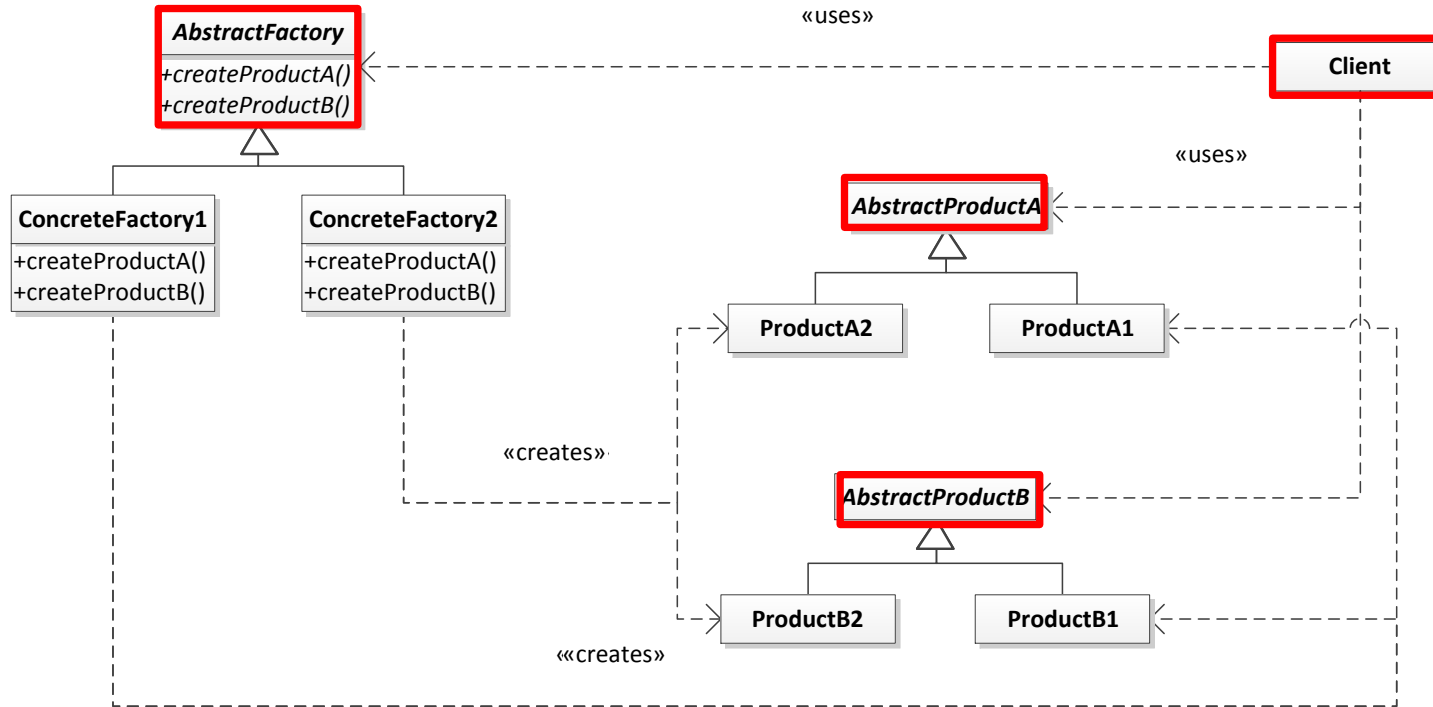 «uses»
AbstractFactory
+createProductA()
+createProductB()
Client
«uses»
AbstractProductA
ConcreteFactory1
+createProductA()
+createProductB()
ConcreteFactory2
+createProductA()
+createProductB()
ProductA2
ProductA1
«creates»
AbstractProductB
ProductB2
ProductB1
««creates»